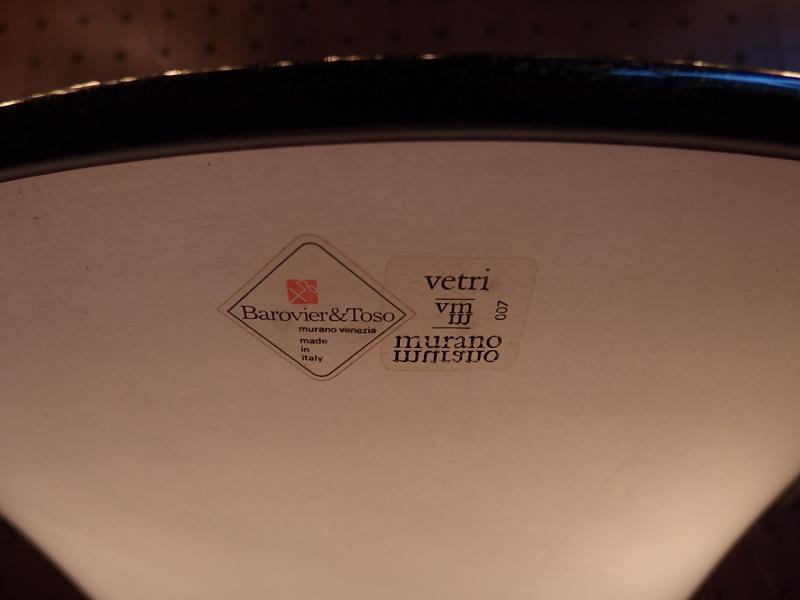 Barovier&Toso
murano venezia
made
in
italy
vetri
vm
m
007
murano
murano